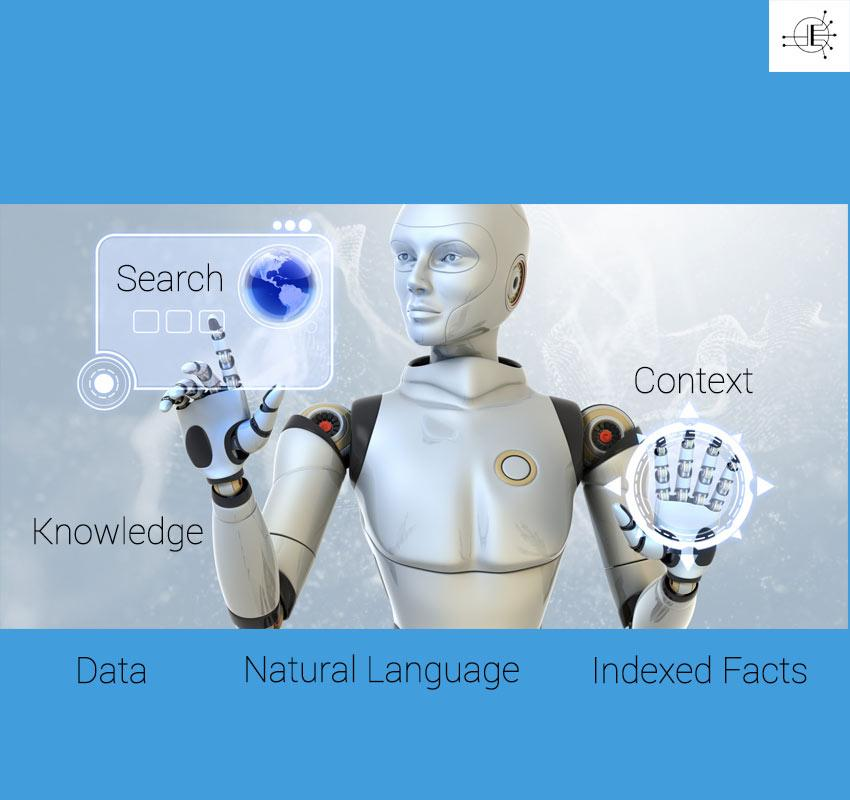 Search
Context
Knowledge
Data
Natural Language
Indexed Facts